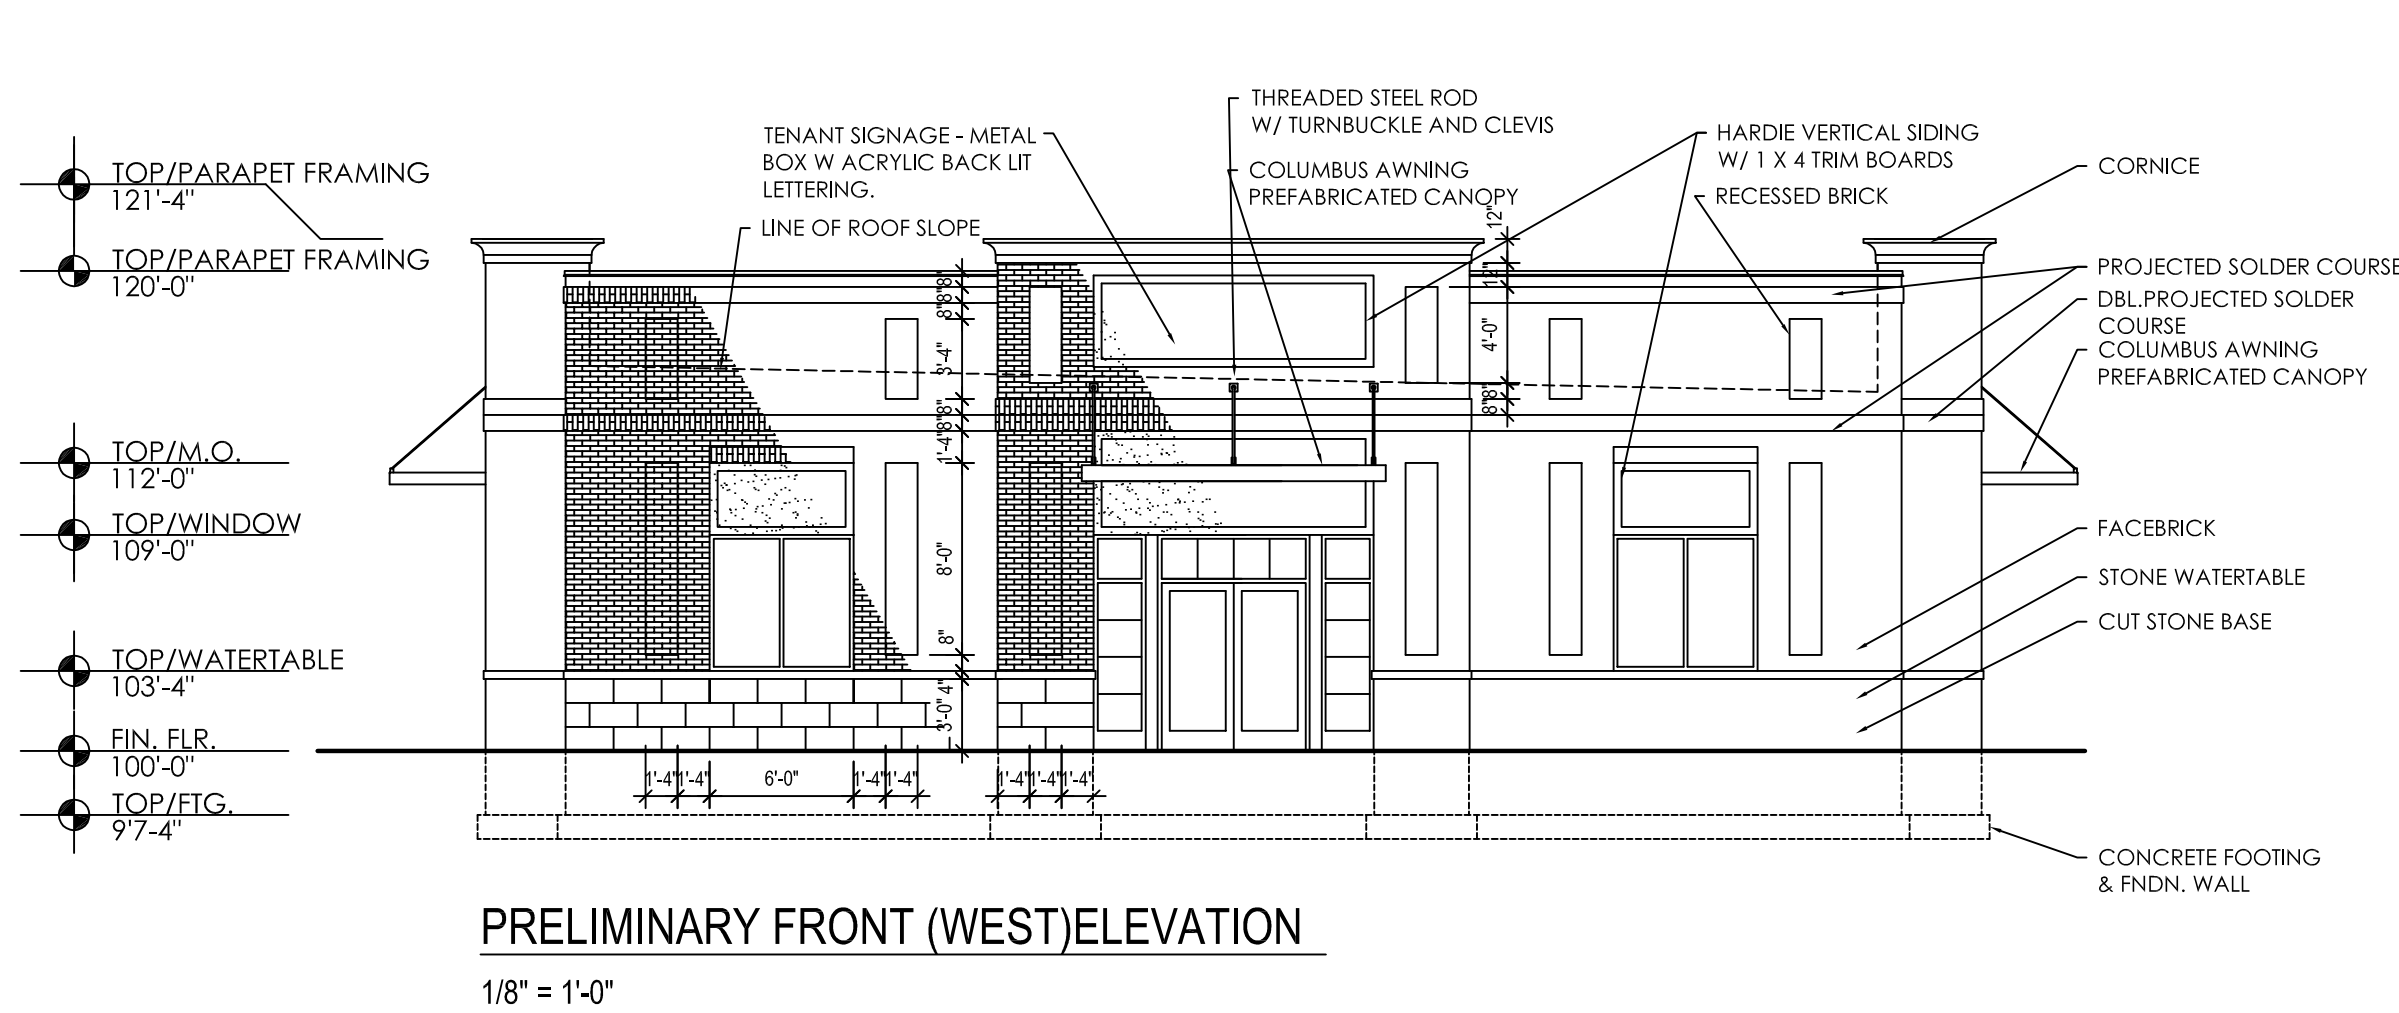 THREADED STEEL ROD
W/ TURNBUCKLE AND CLEVIS
TENANT SIGNAGE - METAL
BOX W ACRYLIC BACK LIT
LETTERING.
HARDIE VERTICAL SIDING
W/ 1 X 4 TRIM BOARDS
COLUMBUS AWNING
PREFABRICATED CANOPY
RECESSED BRICK
CORNICE
LINE OF ROOF SLOPE
TOP/PARAPET FRAMING
121'-4"
TOP/PARAPET FRAMING
120'-0"
PROJECTED SOLDER COURSE
DBL.PROJECTED SOLDER
COURSE
COLUMBUS AWNING
PREFABRICATED CANOPY
12"
12"
4'-0"
8"
8"
8"
8"
8"
3'-4"
8"
8"
1'-4"
8'-0"
8"
4"
3'-0"
TOP/M.O.
112'-0"
TOP/WINDOW
109'-0"
FACEBRICK
STONE WATERTABLE
CUT STONE BASE
TOP/WATERTABLE
103'-4"
FIN. FLR.
100'-0"
TOP/FTG.
9'7-4"
1'-4" 1'-4" 6'-0" 1'-4" 1'-4" 1'-4" 1'-4" 1'-4"
CONCRETE FOOTING
& FNDN. WALL
PRELIMINARY FRONT (WEST)ELEVATION
1/8" = 1'-0"